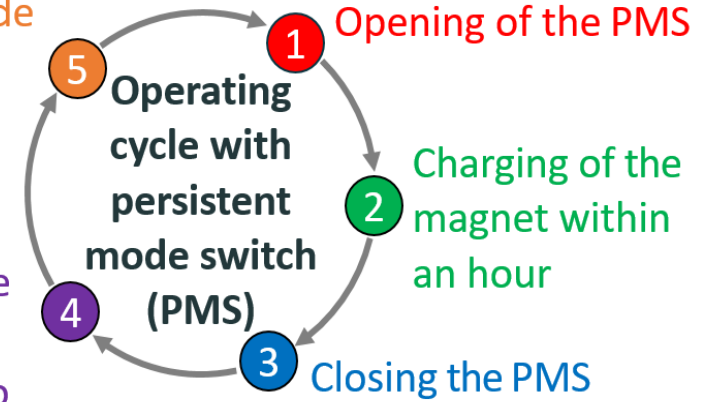 1 Opening of the PMS
5
Operating
cycle with
persistent
mode switch
(PMS)
2
Charging of the
magnet within
an hour
4
3 Closing the PMS